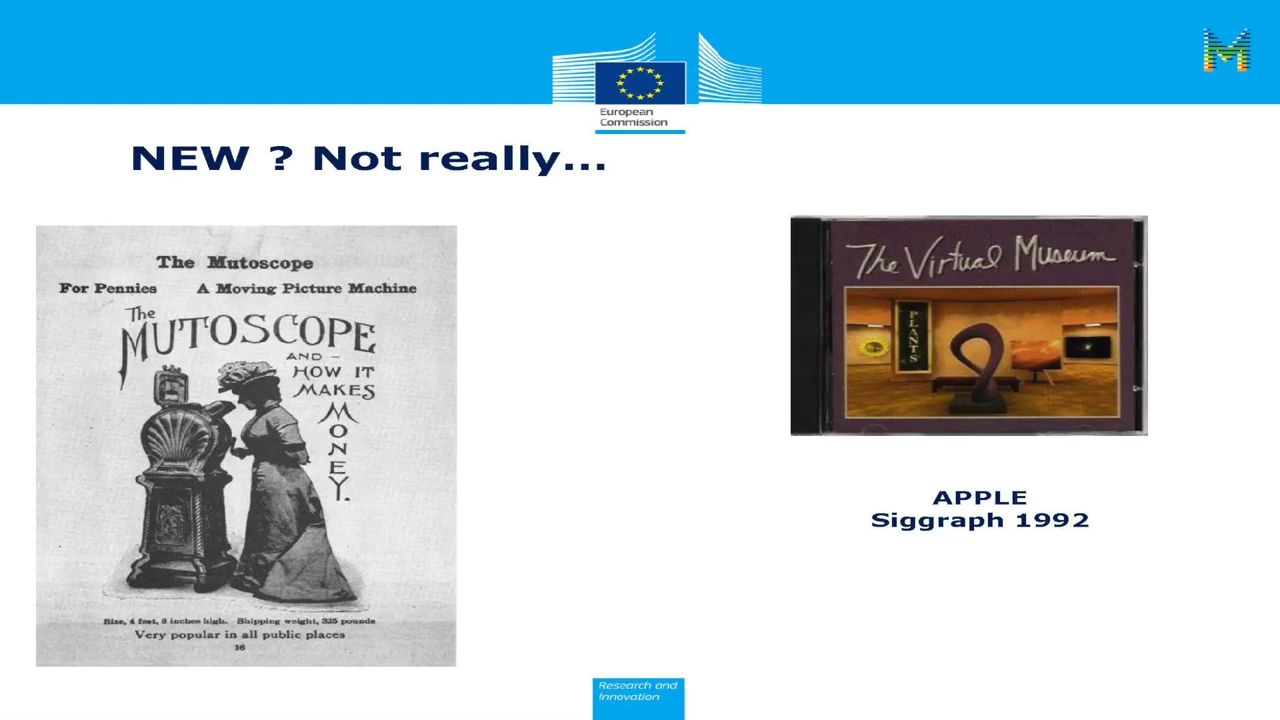 M
European
Commission
NEW ? Not really...
The Mutoscope
For Pennies A Moving Picture Machine
The
MUTOSCOPE
AND –
HOW IT
MAKES
MONEY.
Size, 4 feet, 8 inches high. Shipping weight, 325 pounds
Very popular in all public places
16
The Virtual Museum
PLANTS
APPLE
Siggraph 1992
Research and
Innovation